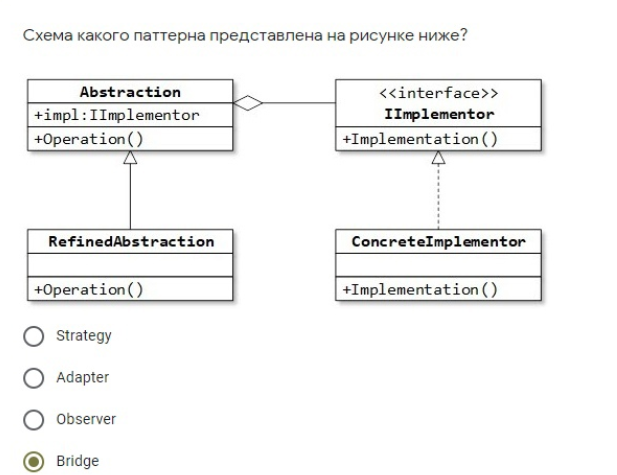 Схема какого паттерна представлена на рисунке ниже?
Abstraction
+impl:IImplementor
+Operation()
<<interface>>
IImplementor
+Implementation()
RefinedAbstraction
+Operation()
ConcreteImplementor
+Implementation()
Strategy
Adapter
Observer
Bridge